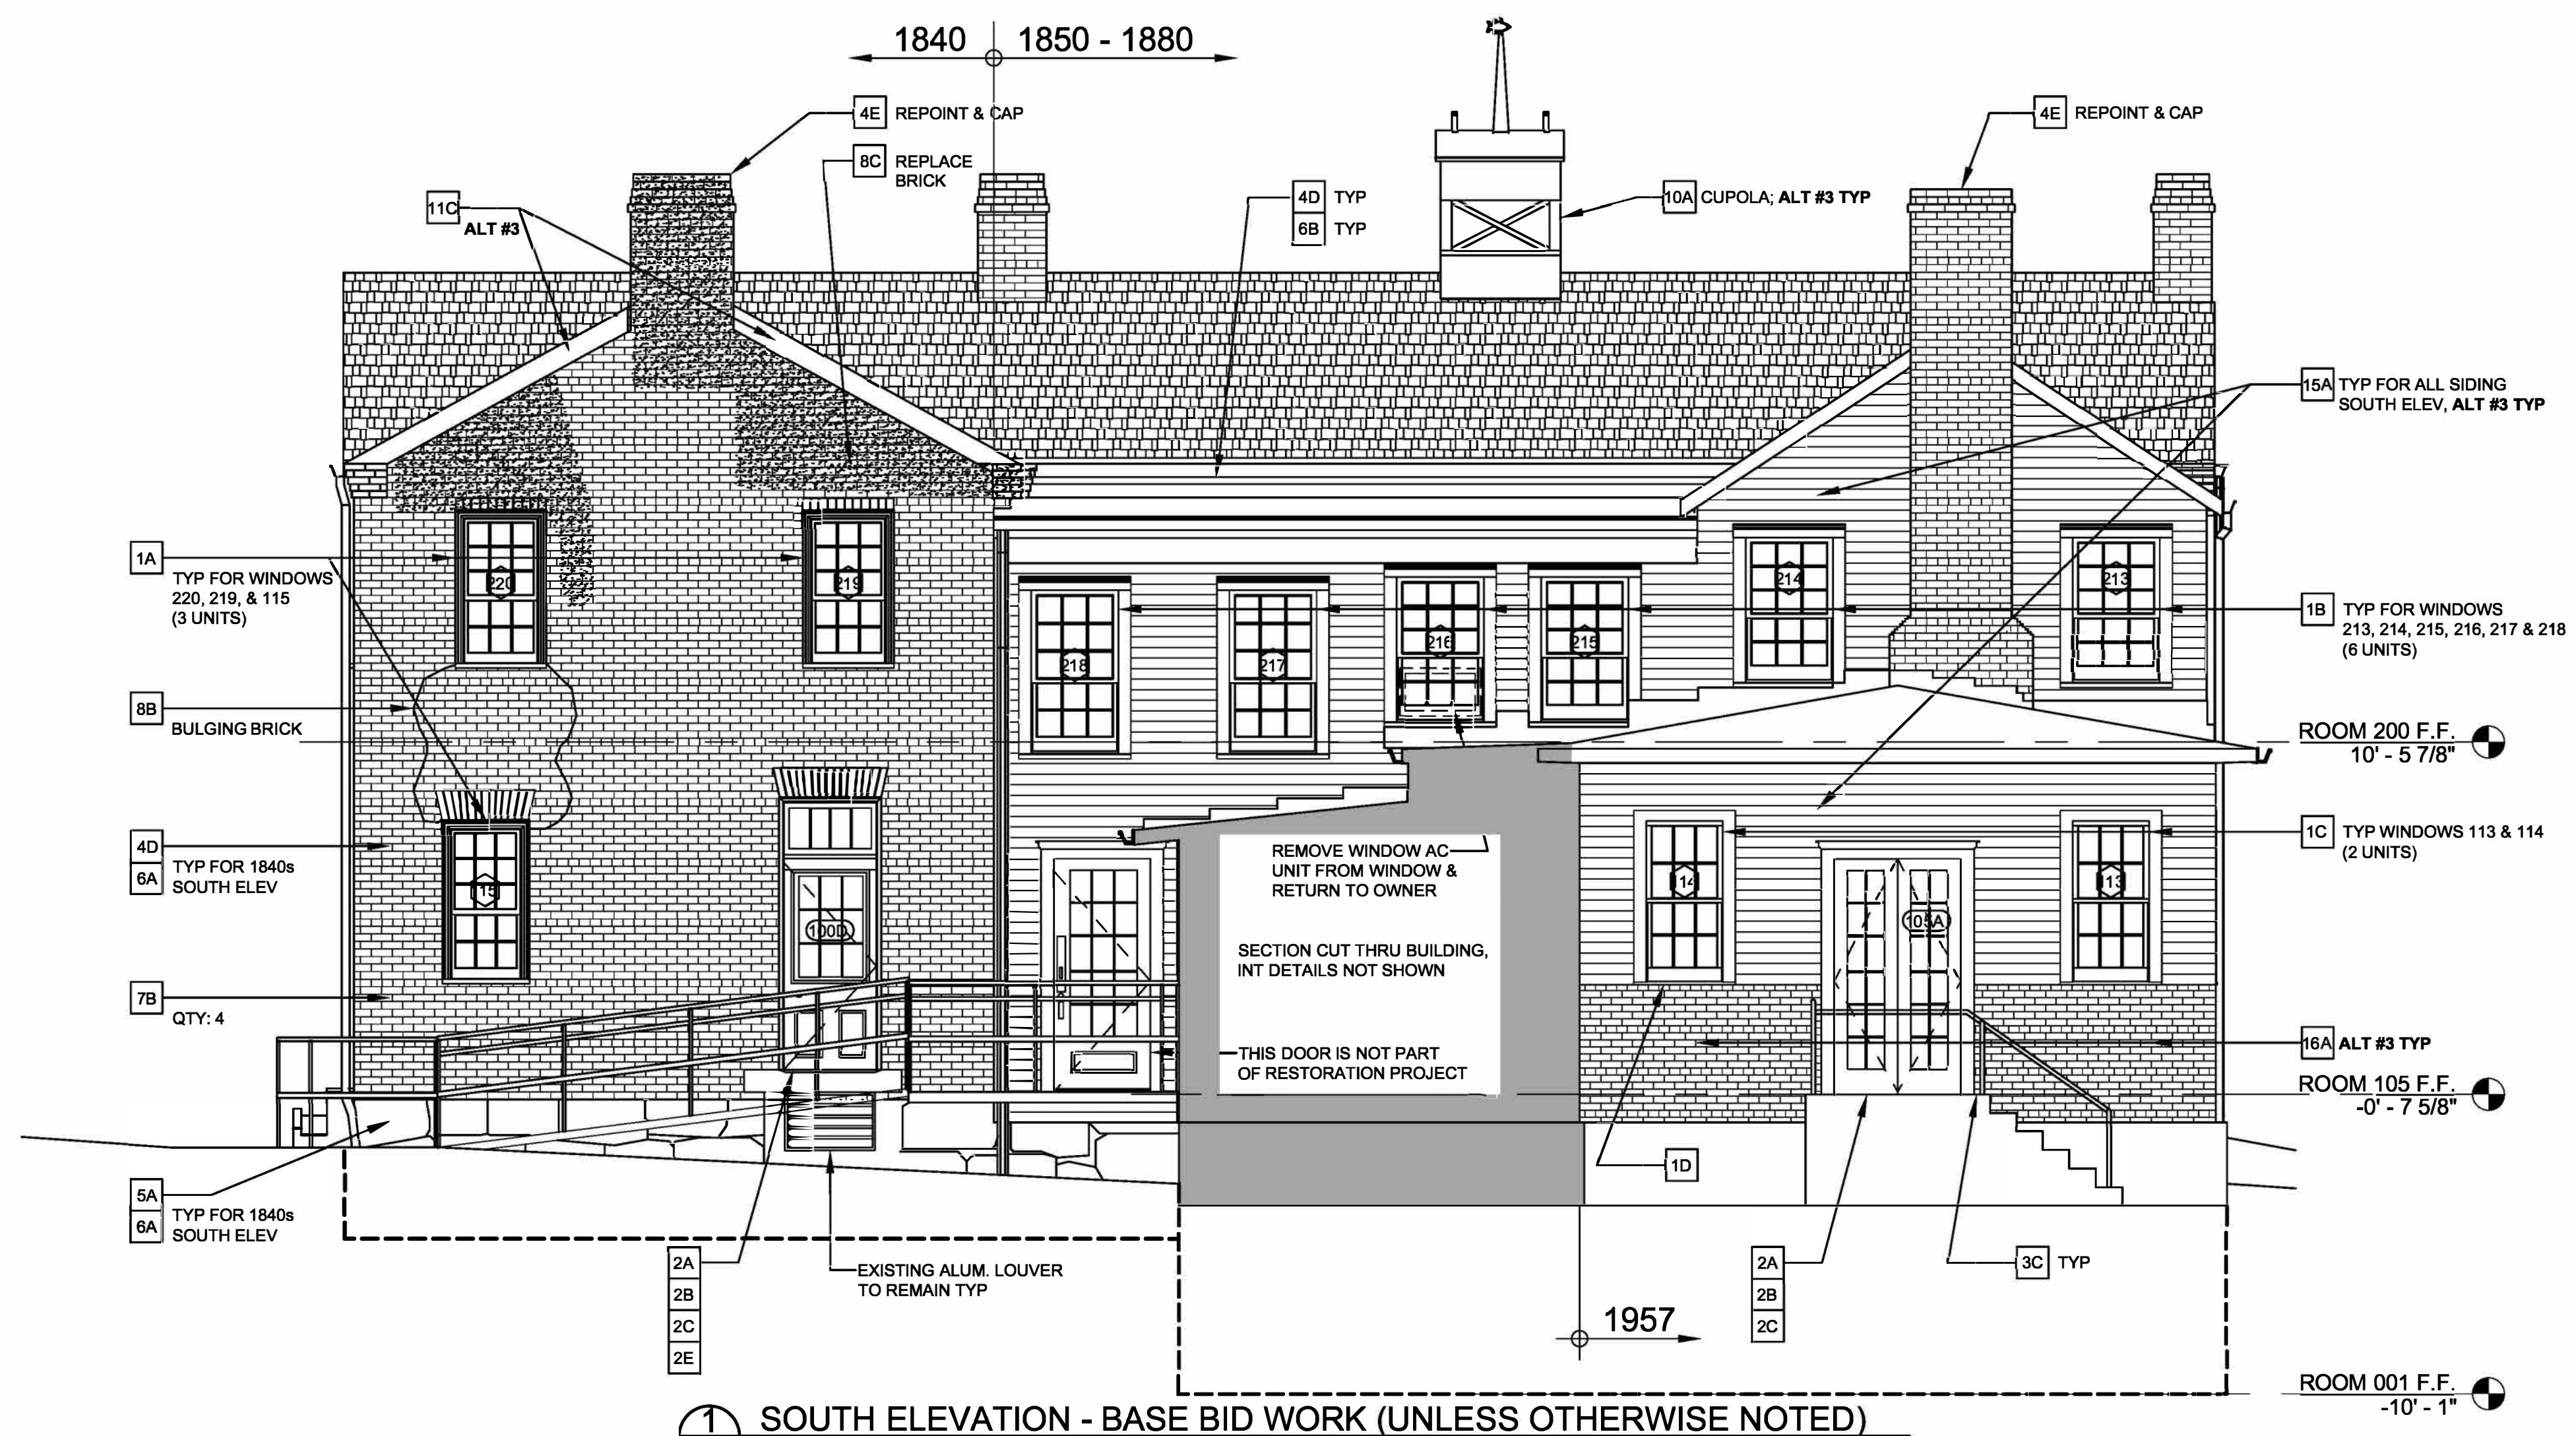 1840
1850 - 1880
4E REPOINT & CAP
4E REPOINT & CAP
8C REPLACE
BRICK
11C
ALT #3
4D TYP
6B TYP
10A CUPOLA; ALT #3 TYP
15A TYP FOR ALL SIDING
SOUTH ELEV, ALT #3 TYP
1A
TYP FOR WINDOWS
220, 219, & 115
(3 UNITS)
220
219
218
217
216
215
214
213
1B TYP FOR WINDOWS
213, 214, 215, 216, 217 & 218
(6 UNITS)
8B
BULGING BRICK
ROOM 200 F.F.
10' - 5 7/8"
4D
6A
TYP FOR 1840s
SOUTH ELEV
115
100D
REMOVE WINDOW AC
UNIT FROM WINDOW &
RETURN TO OWNER
SECTION CUT THRU BUILDING,
INT DETAILS NOT SHOWN
THIS DOOR IS NOT PART
OF RESTORATION PROJECT
114
105A
113
1C TYP WINDOWS 113 & 114
(2 UNITS)
7B
QTY: 4
16A ALT #3 TYP
ROOM 105 F.F.
-0' - 7 5/8"
1D
5A
6A
TYP FOR 1840s
SOUTH ELEV
2A
2B
2C
2E
EXISTING ALUM. LOUVER
TO REMAIN TYP
2A
2B
2C
3C TYP
1957
ROOM 001 F.F.
-10' - 1"
1 SOUTH ELEVATION - BASE BID WORK (UNLESS OTHERWISE NOTED)